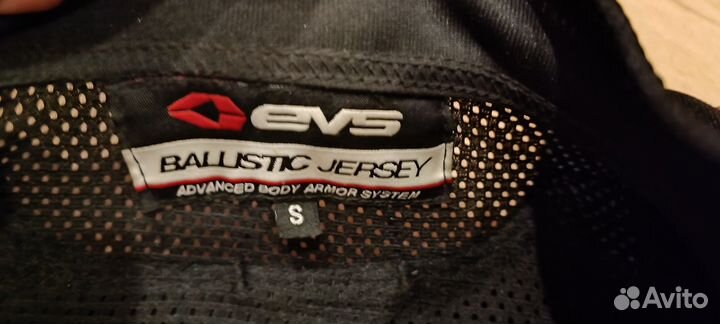 EVS
BALLISTIC JERSEY
ADVANCED BODY ARMOR SYSTEM
S
Avito